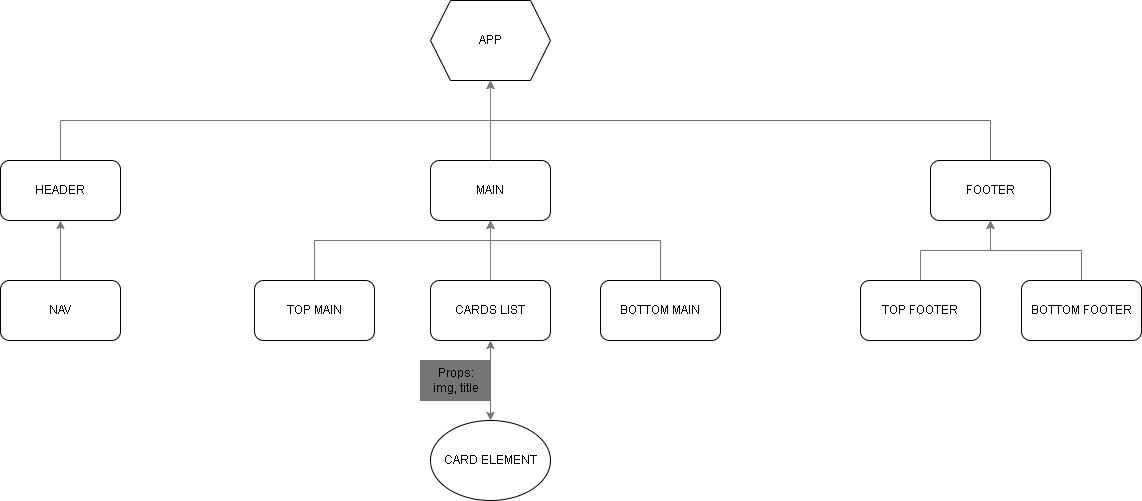 APP
HEADER
MAIN
FOOTER
NAV
TOP MAIN
CARDS LIST
BOTTOM MAIN
TOP FOOTER
BOTTOM FOOTER
Props:
img, title
CARD ELEMENT